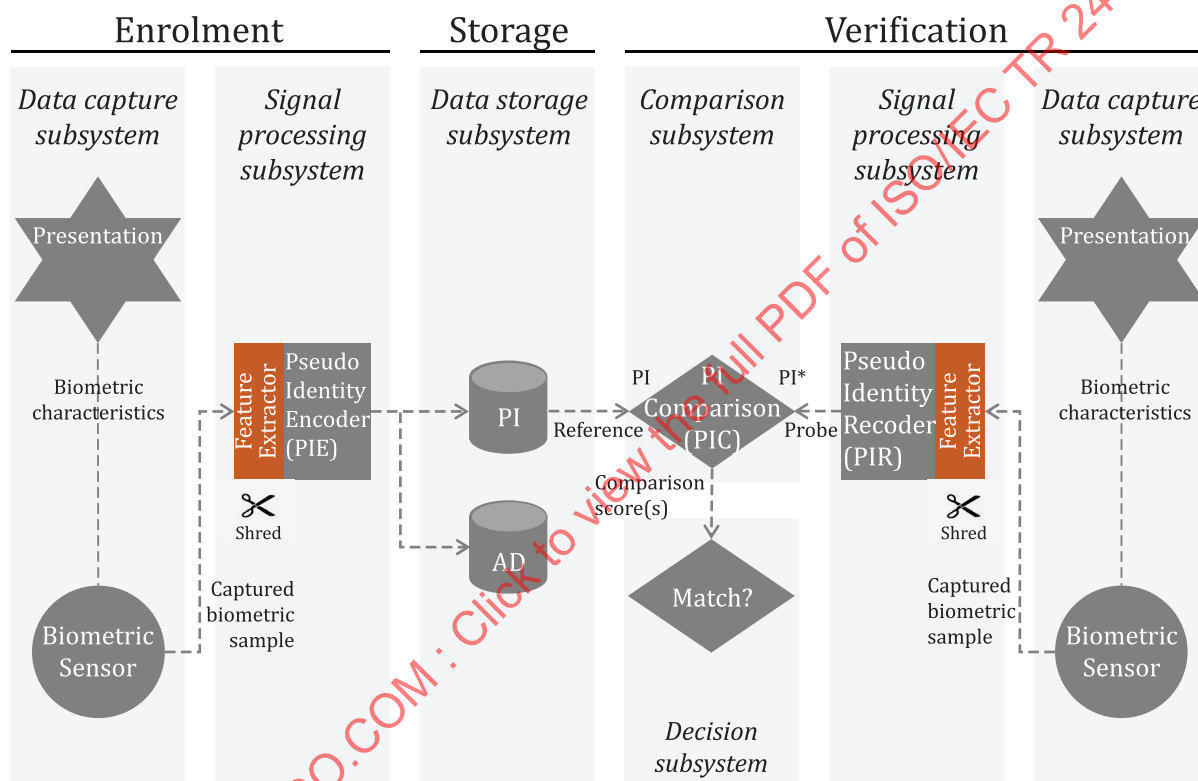 Enrolment
Storage
Verification
Data capture
subsystem
Signal
processing
subsystem
Data storage
subsystem
Comparison
subsystem
Signal
processing
subsystem
Data capture
subsystem
Presentation
Biometric
characteristics
Biometric
Sensor
Captured
biometric
sample
Feature
Extractor
Pseudo
Identity
Encoder
(PIE)
Shred
PI
AD
Reference
PI
PI
Comparison
(PIC)
PI*
Probe
Comparison
score(s)
Match?
Decision
subsystem
Pseudo
Identity
Recoder
(PIR)
Feature
Extractor
Shred
Captured
biometric
sample
Presentation
Biometric
characteristics
Biometric
Sensor
SO.COM : Click to view the full PDF of ISO/IEC TR 24